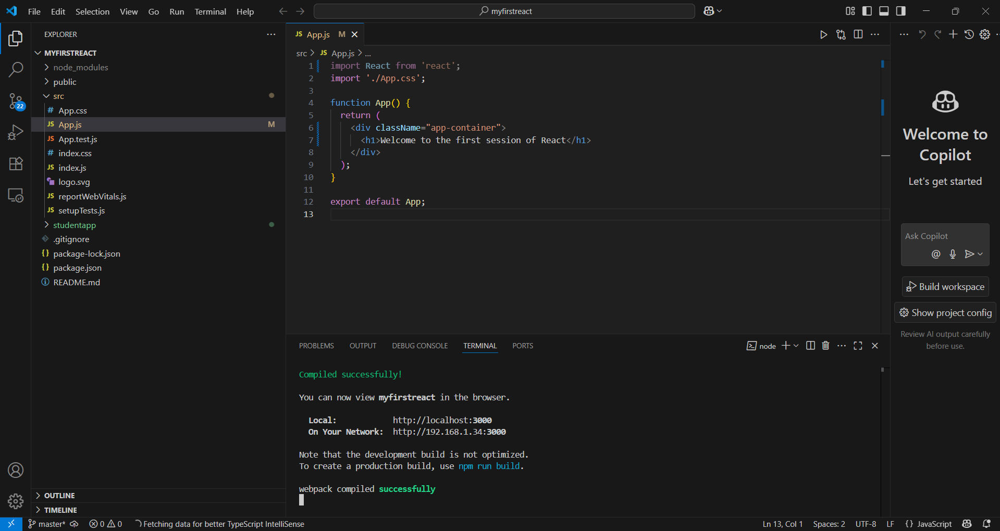 File Edit Selection View Go Run Terminal Help
myfirstreact
EXPLORER
MYFIRSTREACT
node_modules
public
src
# App.css
JS App.js M
JS App.test.js
# index.css
JS index.js
logo.svg
JS reportWebVitals.js
JS setupTests.js
studentapp
.gitignore
{} package-lock.json
{} package.json
README.md
OUTLINE
TIMELINE
22
JS App.js M
src > JS App.js > ...
1 import React from 'react';
2 import './App.css';
3
4 function App() {
5 return (
6 <div className="app-container">
7 <h1>Welcome to the first session of React</h1>
8 </div>
9 );
10 }
11
12 export default App;
13
PROBLEMS OUTPUT DEBUG CONSOLE TERMINAL PORTS
node
Compiled successfully!
You can now view myfirstreact in the browser.
Local: http://localhost:3000
On Your Network: http://192.168.1.34:3000
Note that the development build is not optimized.
To create a production build, use npm run build.
webpack compiled successfully
Welcome to
Copilot
Let's get started
Ask Copilot
@
Build workspace
Show project config
Review AI output carefully
before use.
master* 0 0 Fetching data for better TypeScript IntelliSense Ln 13, Col 1 Spaces: 2 UTF-8 LF {} JavaScript